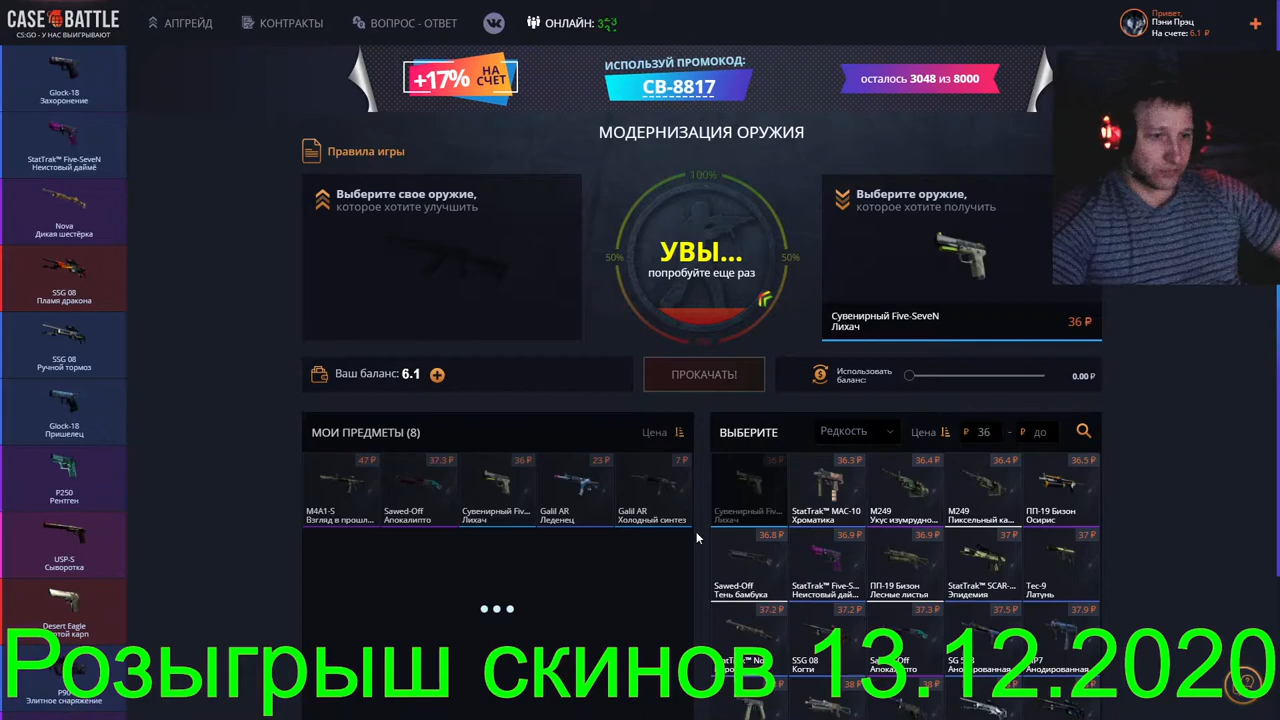 CASE BATTLE
CS:GO - У НАС ВЫИГРЫВАЮТ
АПГРЕЙД
КОНТРАКТЫ
ВОПРОС - ОТВЕТ
ОНЛАЙН:
Привет,
Пэни Прэц
На счете: 6.1 ₽
+17% НА СЧЕТ
ИСПОЛЬЗУЙ ПРОМОКОД:
CB-8817
осталось 3048 из 8000
Glock-18
Захоронение
StatTrak™ Five-SeveN
Неистовый даймё
Nova
Дикая шестёрка
SSG 08
Пламя дракона
SSG 08
Ручной тормоз
Glock-18
Пришелец
P250
Рентген
USP-S
Сыворотка
Desert Eagle
карп
P90
Элитное снаряжение
МОДЕРНИЗАЦИЯ ОРУЖИЯ
Правила игры
Выберите свое оружие,
которое хотите улучшить
100%
50%
50%
УВЫ...
попробуйте еще раз
Выберите оружие,
которое хотите получить
Сувенирный Five-SeveN
Лихач
36 ₽
Ваш баланс: 6.1
ПРОКАЧАТЬ!
Использовать
баланс:
0.00 ₽
МОИ ПРЕДМЕТЫ (8)
Цена
47 ₽
M4A1-S
Взгляд в прошл...
37.3 ₽
Sawed-Off
Апокалипто
36 ₽
Сувенирный Fiv...
Лихач
23 ₽
Galil AR
Леденец
7 ₽
Galil AR
Холодный синтез
ВЫБЕРИТЕ
Редкость
Цена
₽ 36 - ₽ до
36 ₽
Сувенирный Fiv...
Лихач
36.3 ₽
StatTrak™ MAC-10
Хроматика
36.4 ₽
M249
Укус изумрудно...
36.4 ₽
M249
Пиксельный ка...
36.5 ₽
ПП-19 Бизон
Осирис
36.8 ₽
Sawed-Off
Тень бамбука
36.9 ₽
StatTrak™ Five-S...
Неистовый дай...
36.9 ₽
ПП-19 Бизон
Лесные листья
37 ₽
StatTrak™ SCAR-...
Эпидемия
37 ₽
Tec-9
Латунь
37.2 ₽
37.2 ₽
SSG 08
Когти
37.3 ₽
37.5 ₽
37.9 ₽
Розыгрыш скинов 13.12.2020